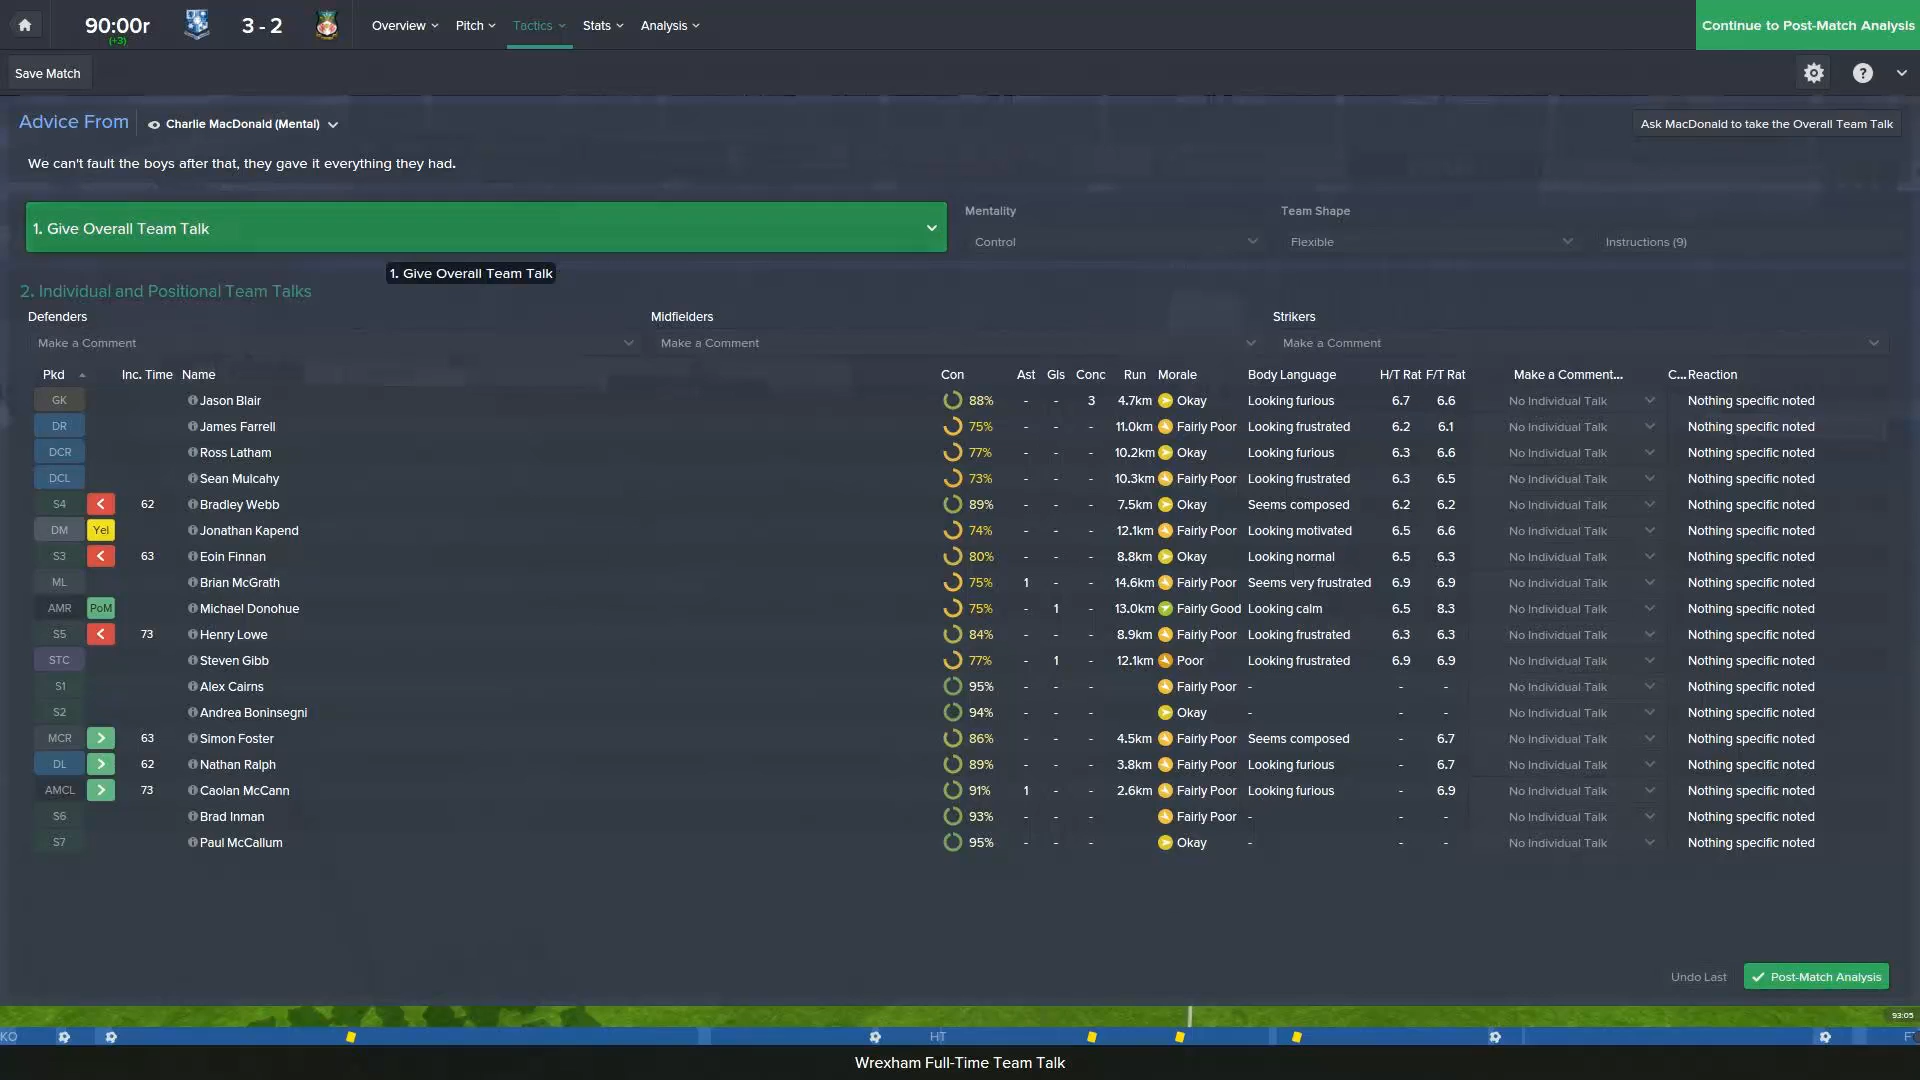 90:00r
(+3)
3 - 2
Overview
Pitch
Tactics
Stats
Analysis
Continue to Post-Match Analysis
Save Match
?
Advice From
Charlie MacDonald (Mental)
Ask MacDonald to take the Overall Team Talk
We can't fault the boys after that, they gave it everything they had.
1. Give Overall Team Talk
Mentality
Control
Team Shape
Flexible
Instructions (9)
1. Give Overall Team Talk
2. Individual and Positional Team Talks
Defenders
Midfielders
Strikers
Make a Comment
Make a Comment
Make a Comment
Pkd Inc. Time Name Con Ast Gls Conc Run Morale Body Language H/T Rat F/T Rat Make a Comment... C... Reaction
GK Jason Blair 88% - - 3 4.7km Okay Looking furious 6.7 6.6 No Individual Talk Nothing specific noted
DR James Farrell 75% - - - 11.0km Fairly Poor Looking frustrated 6.2 6.1 No Individual Talk Nothing specific noted
DCR Ross Latham 77% - - - 10.2km Okay Looking furious 6.3 6.6 No Individual Talk Nothing specific noted
DCL Sean Mulcahy 73% - - - 10.3km Fairly Poor Looking frustrated 6.3 6.5 No Individual Talk Nothing specific noted
S4 62 Bradley Webb 89% - - - 7.5km Okay Seems composed 6.2 6.2 No Individual Talk Nothing specific noted
DM Yel Jonathan Kapend 74% - - - 12.1km Fairly Poor Looking motivated 6.5 6.6 No Individual Talk Nothing specific noted
S3 63 Eoin Finnan 80% - - - 8.8km Okay Looking normal 6.5 6.3 No Individual Talk Nothing specific noted
ML Brian McGrath 75% 1 - - 14.6km Fairly Poor Seems very frustrated 6.9 6.9 No Individual Talk Nothing specific noted
AMR PoM Michael Donohue 75% - 1 - 13.0km Fairly Good Looking calm 6.5 8.3 No Individual Talk Nothing specific noted
S5 73 Henry Lowe 84% - - - 8.9km Fairly Poor Looking frustrated 6.3 6.3 No Individual Talk Nothing specific noted
STC Steven Gibb 77% - 1 - 12.1km Poor Looking frustrated 6.9 6.9 No Individual Talk Nothing specific noted
S1 Alex Cairns 95% - - - Fairly Poor - - - No Individual Talk Nothing specific noted
S2 Andrea Boninsegni 94% - - - Okay - - - No Individual Talk Nothing specific noted
MCR 63 Simon Foster 86% - - - 4.5km Fairly Poor Seems composed - 6.7 No Individual Talk Nothing specific noted
DL 62 Nathan Ralph 89% - - - 3.8km Fairly Poor Looking furious - 6.7 No Individual Talk Nothing specific noted
AMCL 73 Caolan McCann 91% 1 - - 2.6km Fairly Poor Looking furious - 6.9 No Individual Talk Nothing specific noted
S6 Brad Inman 93% - - - Fairly Poor - - - No Individual Talk Nothing specific noted
S7 Paul McCallum 95% - - - Okay - - - No Individual Talk Nothing specific noted
Undo Last
Post-Match Analysis
93:05
KO
HT
Wrexham Full-Time Team Talk